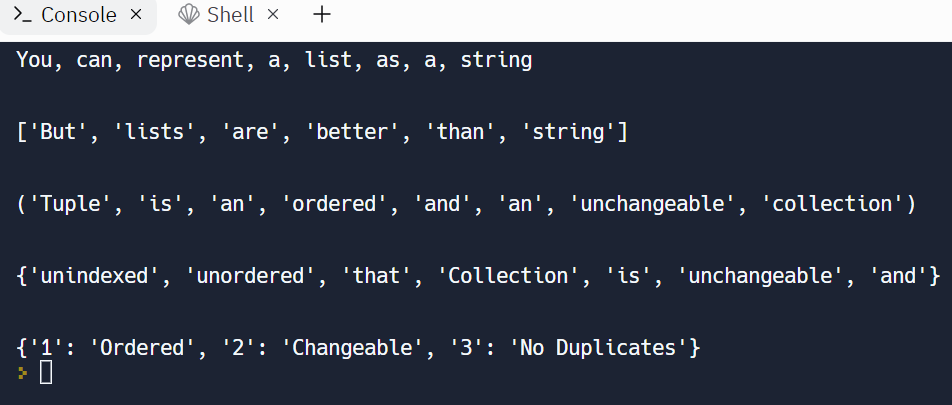 Console × Shell × +
You, can, represent, a, list, as, a, string
['But', 'lists', 'are', 'better', 'than', 'string']
('Tuple', 'is', 'an', 'ordered', 'and', 'an', 'unchangeable', 'collection')
{'unindexed', 'unordered', 'that', 'Collection', 'is', 'unchangeable', 'and'}
{'1': 'Ordered', '2': 'Changeable', '3': 'No Duplicates'}